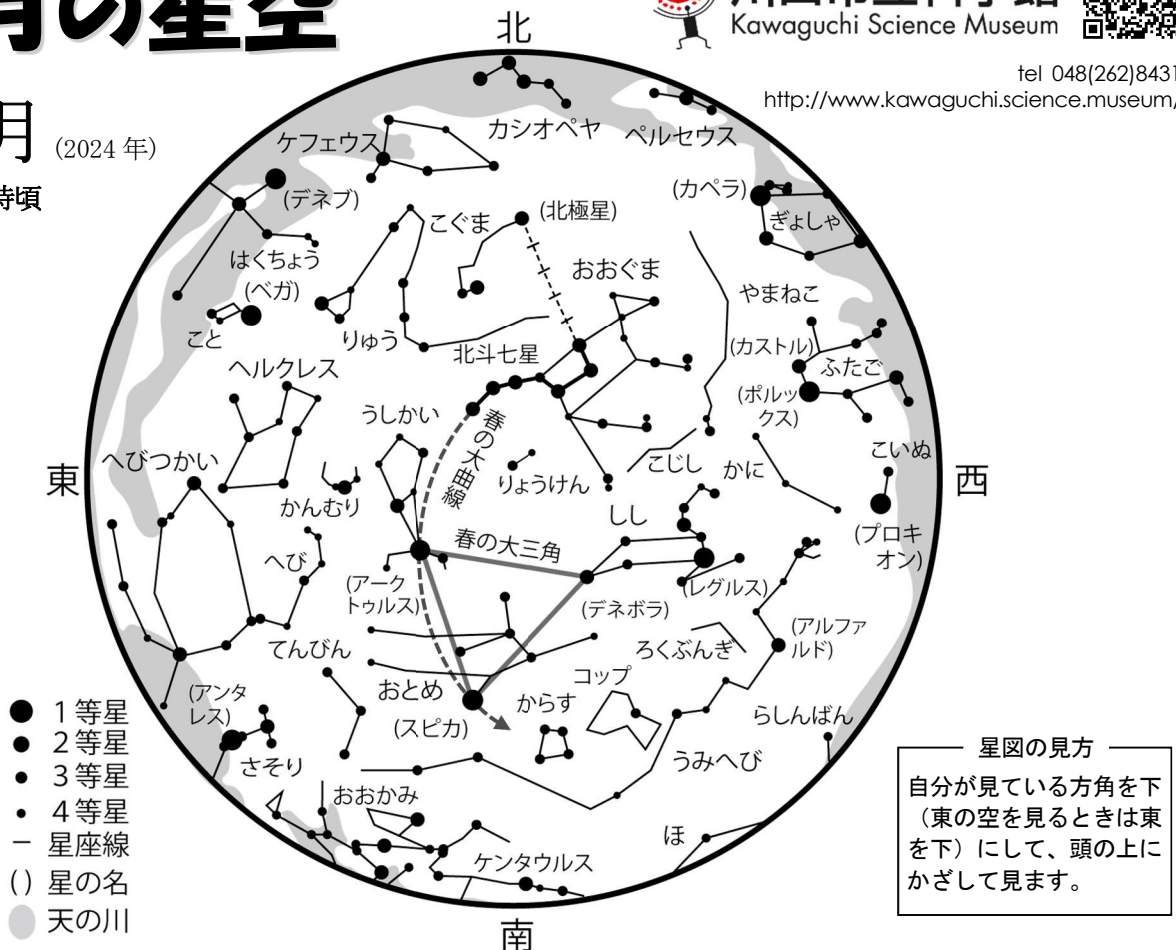 月の星空
Kawaguchi Science Museum
tel 048(262)8431
http://www.kawaguchi.science.museum/
月 (2024年)
時頃
北
カシオペヤ
ペルセウス
ケフェウス
(デネブ)
(カペラ)
ぎょしゃ
こぐま
(北極星)
はくちょう
おおぐま
(ベガ)
やまねこ
こと
りゅう
北斗七星
(カストル)
ふたご
ヘルクレス
(ポルッ
クス)
うしかい
春の大曲線
こいぬ
東
へびつかい
りょうけん
こじし
かに
西
かんむり
しし
(プロキ
オン)
春の大三角
へび
(アーク
トゥルス)
(デネボラ)
(レグルス)
(アルファ
ルド)
てんびん
ろくぶんぎ
コップ
(アンタ
レス)
おとめ
からす
らしんばん
(スピカ)
さそり
うみへび
おおかみ
ほ
ケンタウルス
南
1等星
2等星
3等星
4等星
星座線
() 星の名
天の川
星図の見方
自分が見ている方角を下
(東の空を見るときは東
を下)にして、頭の上に
かざして見ます。